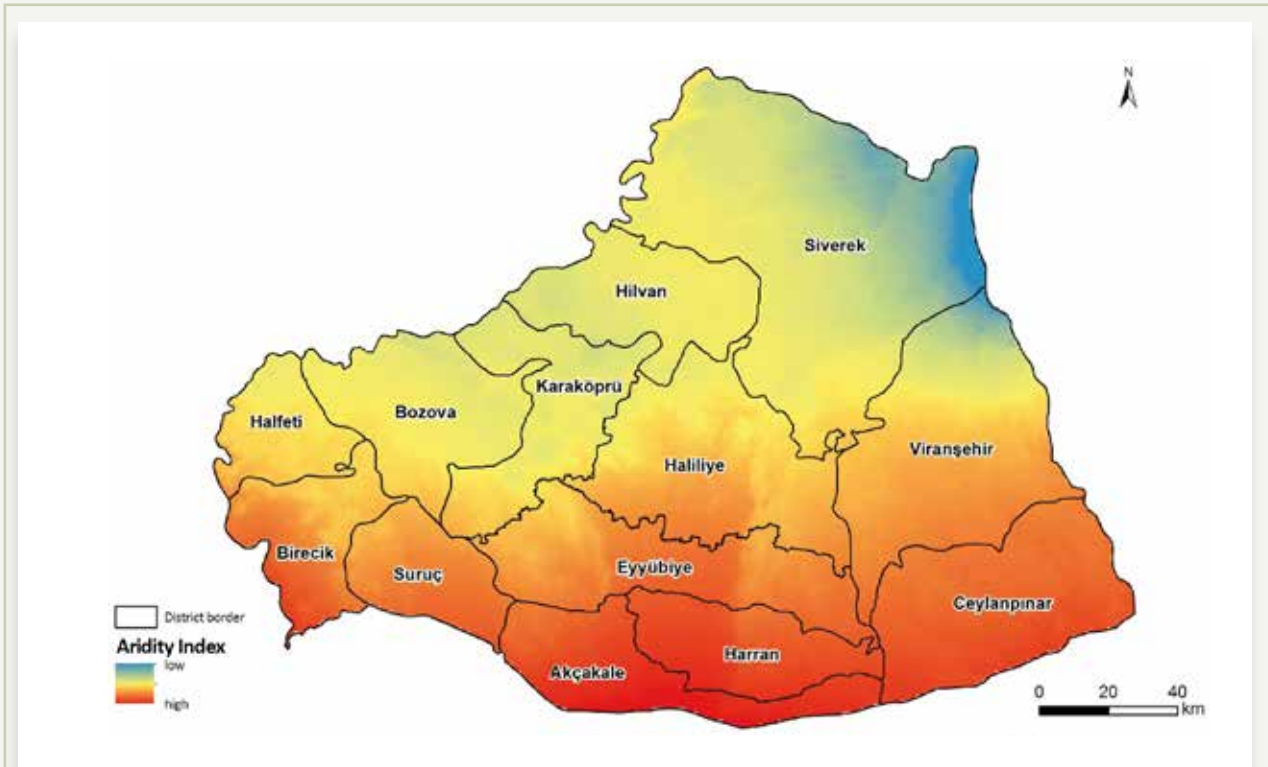 N
Siverek
Hilvan
Karaköprü
Halfeti
Bozova
Viranşehir
Haliliye
Birecik
Suruç
Eyyübiye
Ceylanpınar
Akçakale
Harran
District border
Aridity Index
low
high
0 20 40
km